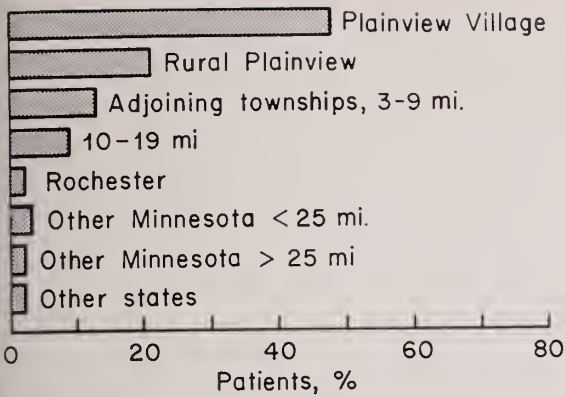 Plainview Village
Rural Plainview
Adjoining townships, 3-9 mi.
10-19 mi
Rochester
Other Minnesota <25 mi.
Other Minnesota > 25 mi
Other states
0 20 40 60 80
Patients, %